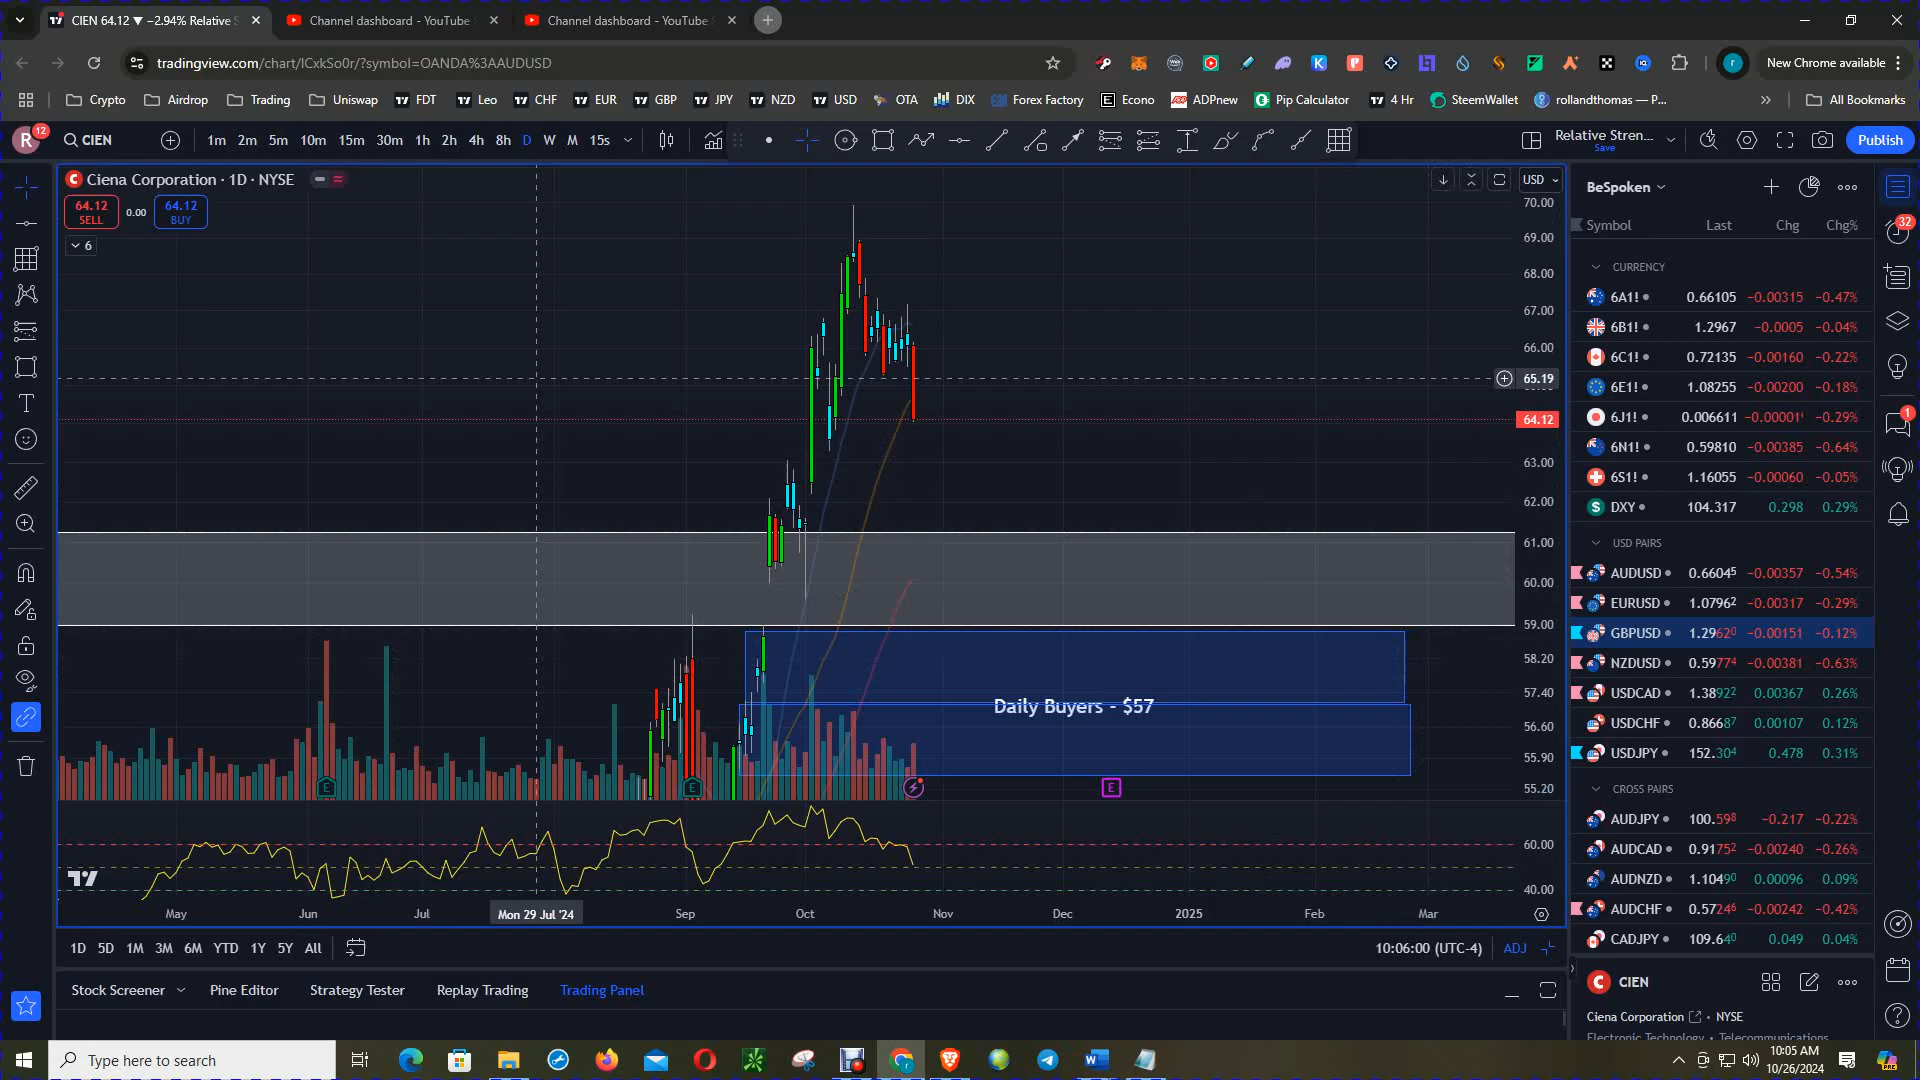 CIEN 64.12 ▼ −2.94% Relative S
Channel dashboard - YouTube
Channel dashboard - YouTube
tradingview.com/chart/lCxkSo0r/?symbol=OANDA%3AAUDUSD
New Chrome available
Crypto Airdrop Trading Uniswap FDT Leo CHF EUR GBP JPY NZD USD OTA DIX Forex Factory Econo ADPnew Pip Calculator 4 Hr SteemWallet rollandthomas — P... All Bookmarks
R 12 CIEN 1m 2m 5m 10m 15m 30m 1h 2h 4h 8h D W M 15s Relative Stren... Save Publish
Ciena Corporation · 1D · NYSE
64.12 SELL 0.00 64.12 BUY
6
USD
70.00
69.00
68.00
67.00
66.00
65.19
64.12
63.00
62.00
61.00
60.00
59.00
58.20
57.40
56.60
55.90
55.20
60.00
40.00
Daily Buyers - $57
E E E
May Jun Jul Mon 29 Jul '24 Sep Oct Nov Dec 2025 Feb Mar
1D 5D 1M 3M 6M YTD 1Y 5Y All 10:06:00 (UTC-4) ADJ
Stock Screener Pine Editor Strategy Tester Replay Trading Trading Panel
BeSpoken
Symbol Last Chg Chg%
CURRENCY
6A1! 0.66105 −0.00315 −0.47%
6B1! 1.2967 −0.0005 −0.04%
6C1! 0.72135 −0.00160 −0.22%
6E1! 1.08255 −0.00200 −0.18%
6J1! 0.006611 −0.00001 −0.29%
6N1! 0.59810 −0.00385 −0.64%
6S1! 1.16055 −0.00060 −0.05%
DXY 104.317 0.298 0.29%
USD PAIRS
AUDUSD 0.66045 −0.00357 −0.54%
EURUSD 1.07962 −0.00317 −0.29%
GBPUSD 1.29620 −0.00151 −0.12%
NZDUSD 0.59774 −0.00381 −0.63%
USDCAD 1.38922 0.00367 0.26%
USDCHF 0.86687 0.00107 0.12%
USDJPY 152.304 0.478 0.31%
CROSS PAIRS
AUDJPY 100.598 −0.217 −0.22%
AUDCAD 0.91752 −0.00240 −0.26%
AUDNZD 1.10490 0.00096 0.09%
AUDCHF 0.57246 −0.00242 −0.42%
CADJPY 109.640 0.049 0.04%
CIEN
Ciena Corporation · NYSE
Electronic Technology · Telecommunications
32
1
Type here to search
10:05 AM
10/26/2024